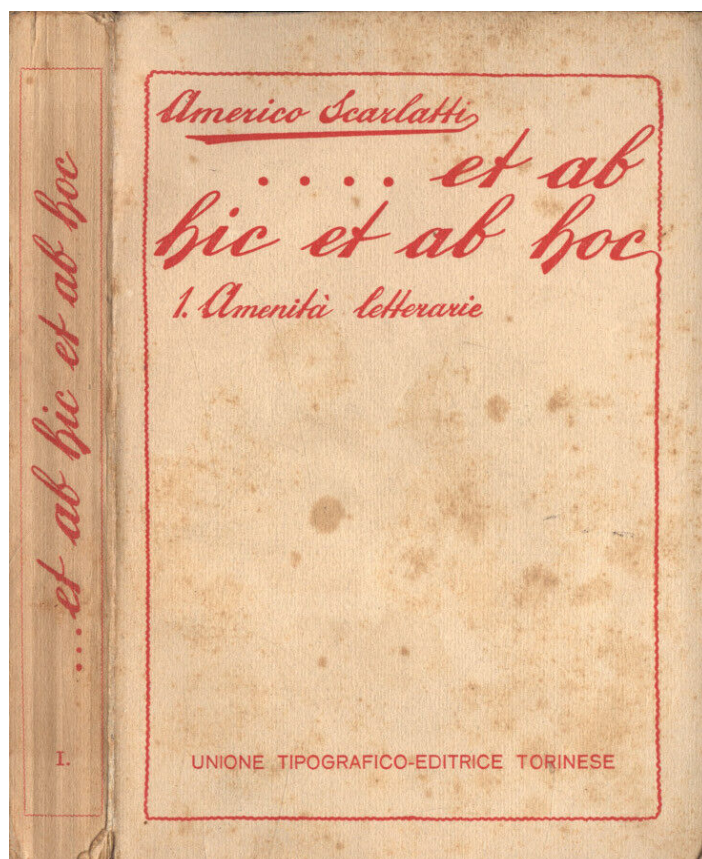 ...et ab hic et ab hoc
I.
Americo Scarlatti
.... et ab
hic et ab hoc
1. Amenità letterarie
UNIONE TIPOGRAFICO-EDITRICE TORINESE